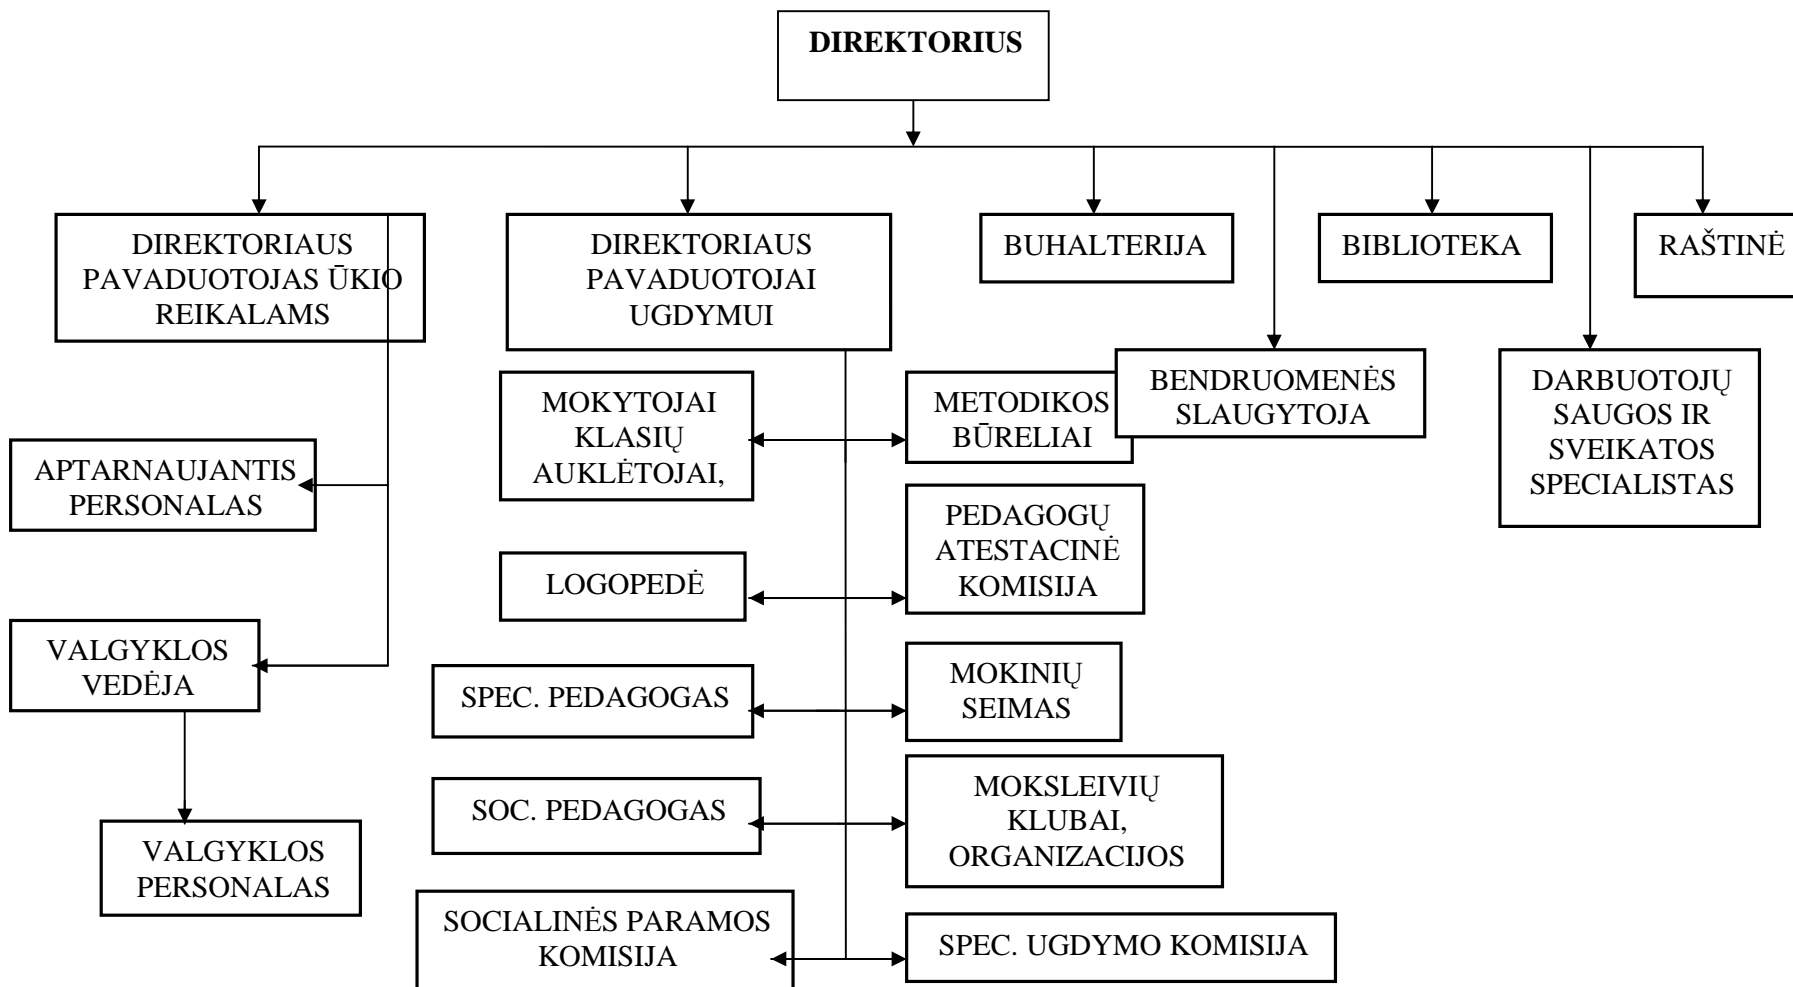 DIREKTORIUS
DIREKTORIAUS
PAVADUOTOJAS ŪKIO
REIKALAMS
DIREKTORIAUS
PAVADUOTOJAI
UGDYMUI
BUHALTERIJA
BIBLIOTEKA
RAŠTINĖ
BENDRUOMENĖS
SLAUGYTOJA
DARBUOTOJŲ
SAUGOS IR
SVEIKATOS
SPECIALISTAS
MOKYTOJAI
KLASIŲ
AUKLĖTOJAI,
METODIKOS
BŪRELIAI
APTARNAUJANTIS
PERSONALAS
PEDAGOGŲ
ATESTACINĖ
KOMISIJA
LOGOPEDĖ
VALGYKLOS
VEDĖJA
SPEC. PEDAGOGAS
MOKINIŲ
SEIMAS
SOC. PEDAGOGAS
MOKSLEIVIŲ
KLUBAI,
ORGANIZACIJOS
VALGYKLOS
PERSONALAS
SOCIALINĖS PARAMOS
KOMISIJA
SPEC. UGDYMO KOMISIJA